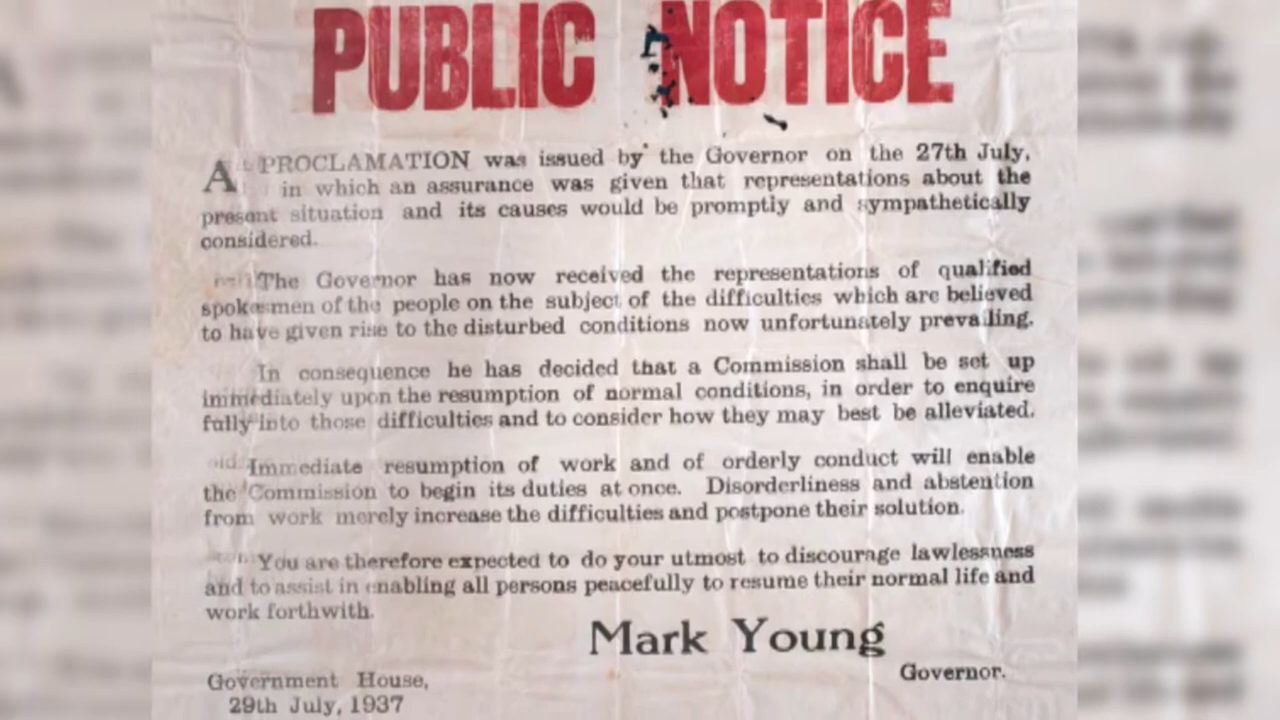 PUBLIC NOTICE
A PROCLAMATION was issued by the Governor on the 27th July,
in which an assurance was given that representations about the
present situation and its causes would be promptly and sympathetically
considered.
The Governor has now received the representations of qualified
spokesmen of the people on the subject of the difficulties which are believed
to have given rise to the disturbed conditions now unfortunately prevailing.
In consequence he has decided that a Commission shall be set up
immediately upon the resumption of normal conditions, in order to enquire
fully into those difficulties and to consider how they may best be alleviated.
Immediate resumption of work and of orderly conduct will enable
the Commission to begin its duties at once. Disorderliness and abstention
from work merely increase the difficulties and postpone their solution.
You are therefore expected to do your utmost to discourage lawlessness
and to assist in enabling all persons peacefully to resume their normal life and
work forthwith.
Mark Young
Governor.
Government House,
29th July, 1937